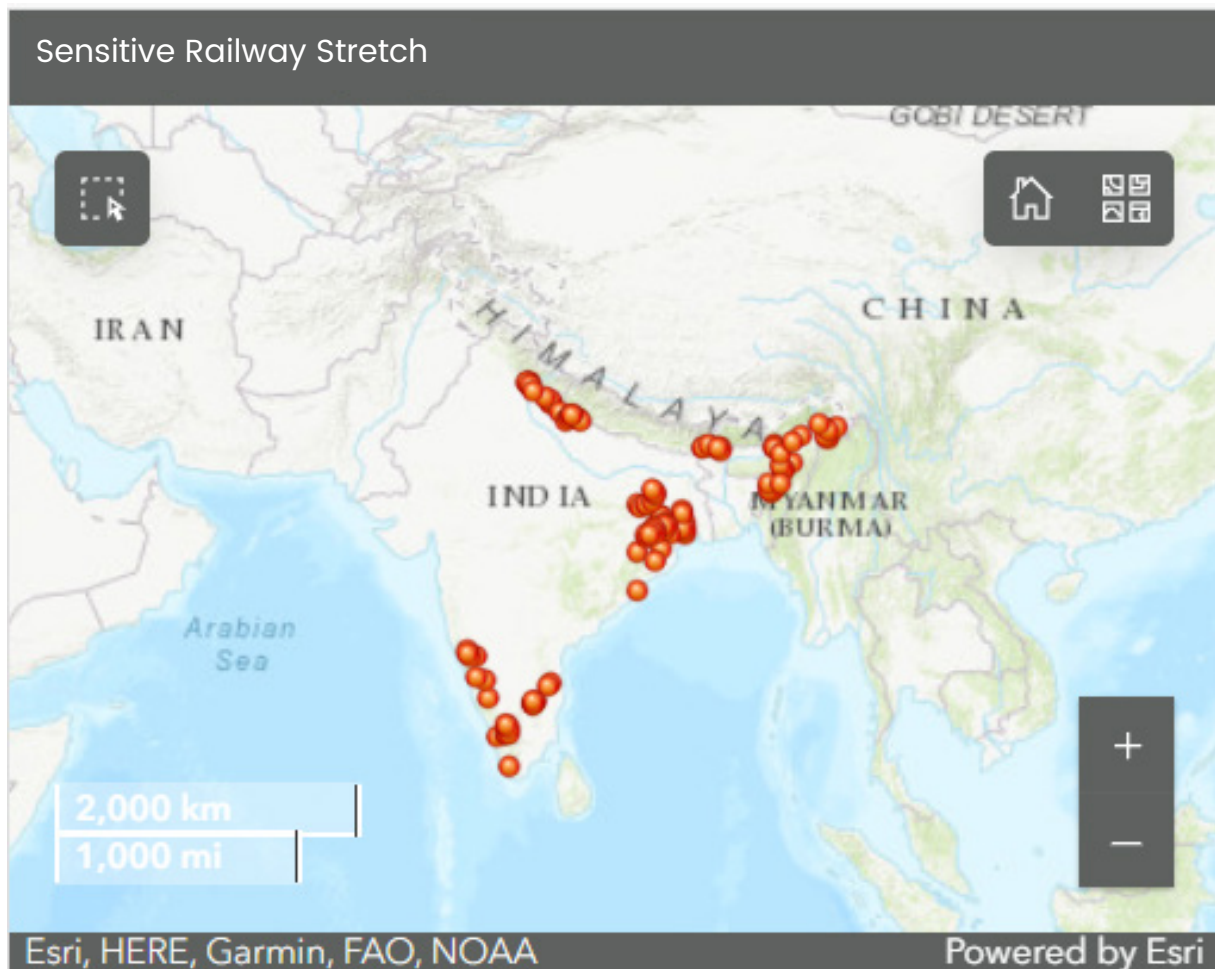 Sensitive Railway Stretch
GOBI DESERT
IRAN
CHINA
HIMALAYA
INDIA
MYANMAR
(BURMA)
Arabian
Sea
2,000 km
1,000 mi
+
−
Esri, HERE, Garmin, FAO, NOAA
Powered by Esri